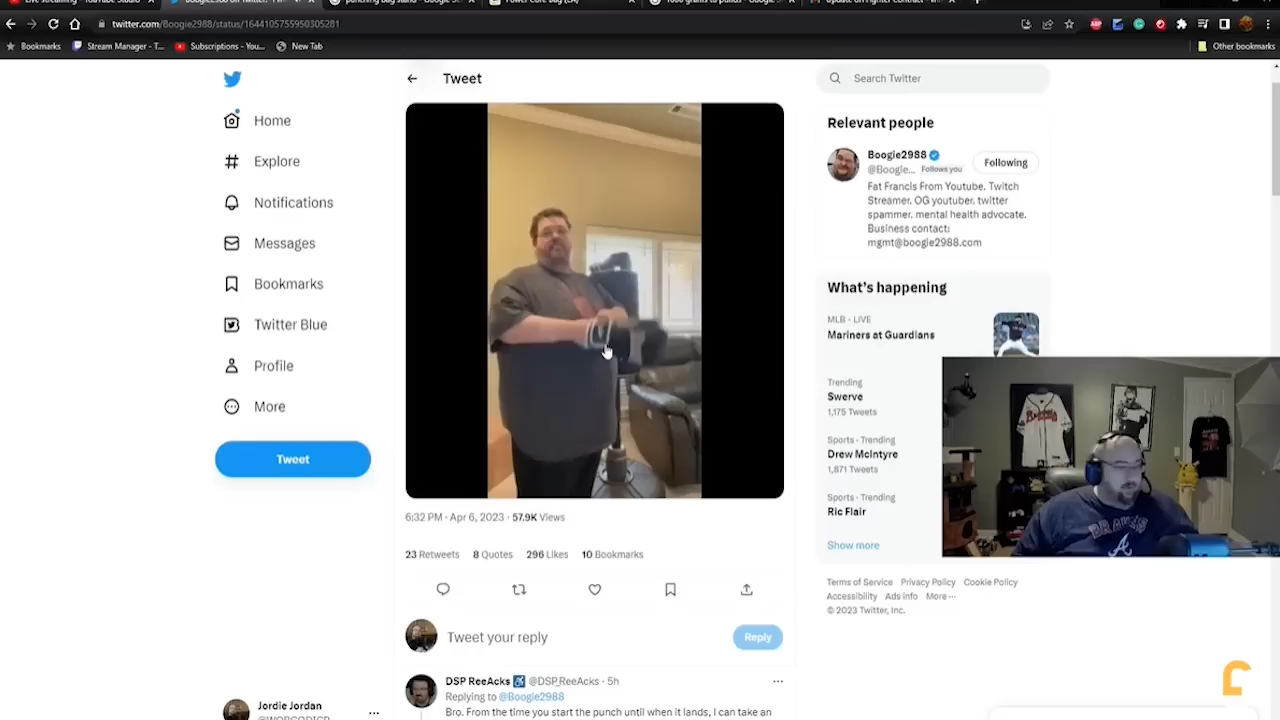 twitter.com/Boogie2988/status/1644105755950305281
Bookmarks
Stream Manager - T...
Subscriptions - You...
New Tab
Other bookmarks
Tweet
Search Twitter
Home
Explore
Notifications
Messages
Bookmarks
Twitter Blue
Profile
More
Tweet
Relevant people
Boogie2988
@Boogie... Follows you
Following
Fat Francis From Youtube. Twitch
Streamer. OG youtuber. twitter
spammer. mental health advocate.
Business contact:
mgmt@boogie2988.com
What's happening
MLB · LIVE
Mariners at Guardians
Trending
Swerve
1,175 Tweets
Sports · Trending
Drew McIntyre
1,871 Tweets
Sports · Trending
Ric Flair
Show more
BRAVES
Terms of Service Privacy Policy Cookie Policy
Accessibility Ads info More ...
© 2023 Twitter, Inc.
6:32 PM · Apr 6, 2023 · 57.9K Views
23 Retweets 8 Quotes 296 Likes 10 Bookmarks
Tweet your reply
Reply
DSP ReeAcks @DSP_ReeAcks · 5h
Replying to @Boogie2988
Bro. From the time you start the punch until when it lands, I can take an
Jordie Jordan